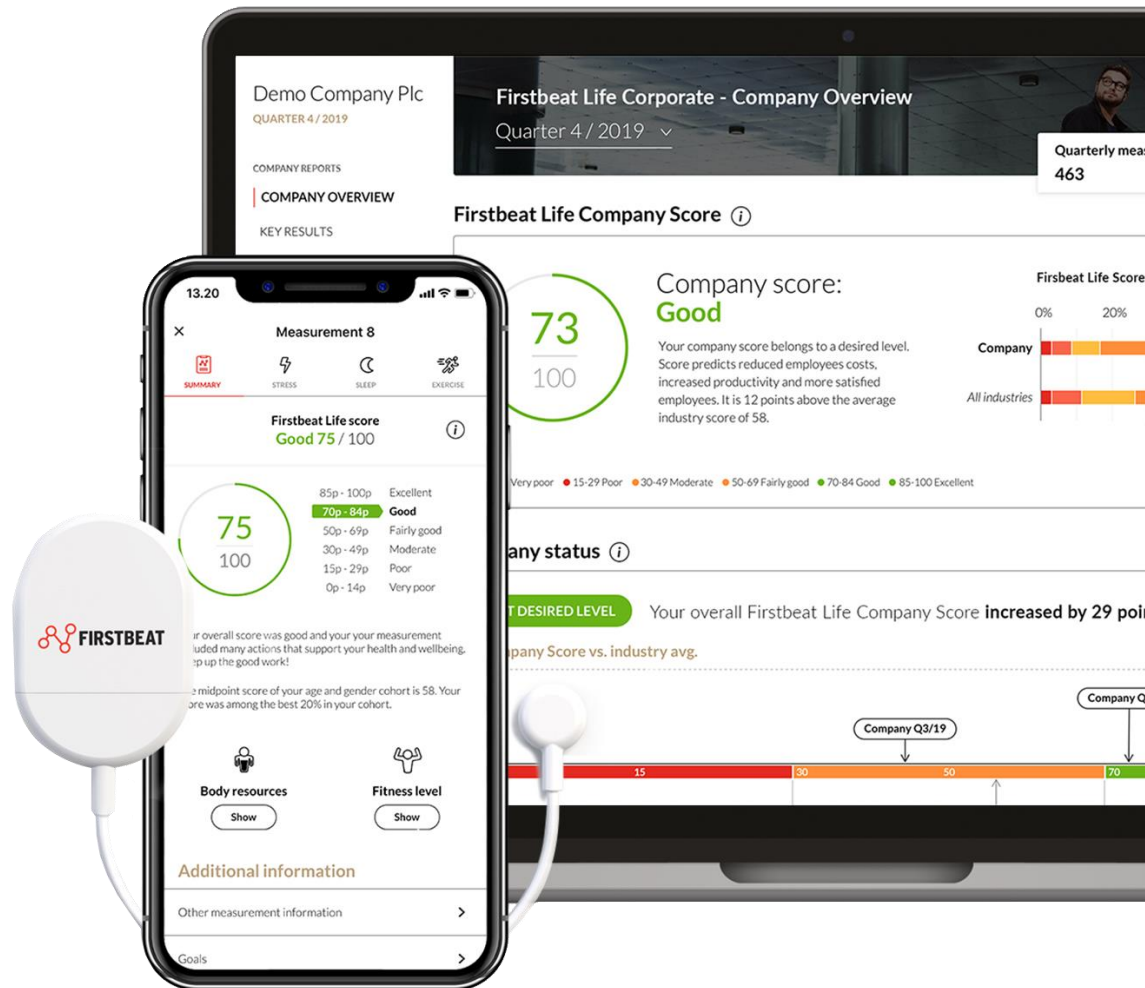 Demo Company Plc
QUARTER 4 / 2019
COMPANY REPORTS
COMPANY OVERVIEW
KEY RESULTS
Firstbeat Life Corporate - Company Overview
Quarter 4 / 2019
Quarterly
463
Firstbeat Life Company Score
73
100
Company score:
Good
Your company score belongs to a desired level.
Score predicts reduced employees costs,
increased productivity and more satisfied
employees. It is 12 points above the average
industry score of 58.
Firsbeat Life Score
0% 20%
Company
All industries
Very poor 15-29 Poor 30-49 Moderate 50-69 Fairly good 70-84 Good 85-100 Excellent
status
DESIRED LEVEL
Your overall Firstbeat Life Company Score increased by 29
Score vs. industry avg.
Company Q3/19
Company
15 30 50 70
13.20
Measurement 8
SUMMARY STRESS SLEEP EXERCISE
Firstbeat Life score
Good 75 / 100
75
100
85p - 100p Excellent
70p - 84p Good
50p - 69p Fairly good
30p - 49p Moderate
15p - 29p Poor
0p - 14p Very poor
overall score was good and your your measurement
many actions that support your health and wellbeing,
up the good work!
midpoint score of your age and gender cohort is 58. Your
was among the best 20% in your cohort.
Body resources
Show
Fitness level
Show
Additional information
Other measurement information
Goals
FIRSTBEAT